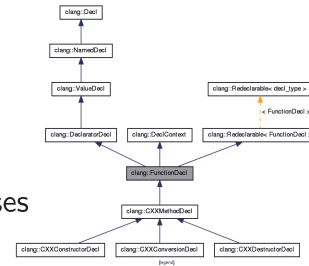 clang::Decl
clang::NamedDecl
clang::ValueDecl
clang::Redeclarable< decl_type >
< FunctionDecl >
clang::DeclaratorDecl
clang::DeclContext
clang::Redeclarable< FunctionDecl >
clang::FunctionDecl
ses
clang::CXXMethodDecl
clang::CXXConstructorDecl
clang::CXXConversionDecl
clang::CXXDestructorDecl
[legend]